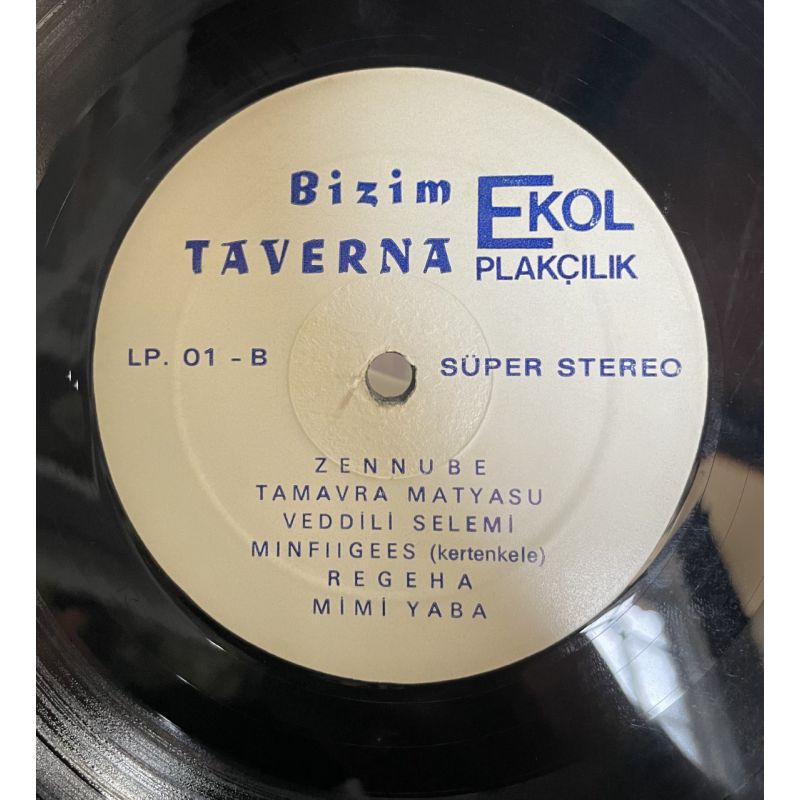 Bizim
TAVERNA
EKOL
PLAKÇILIK
LP. 01 - B
SÜPER STEREO
ZENNUBE
TAMAVRA MATYASU
VEDDİLİ SELEMİ
MINFIIGEES (kertenkele)
REGEHA
MİMİ YABA